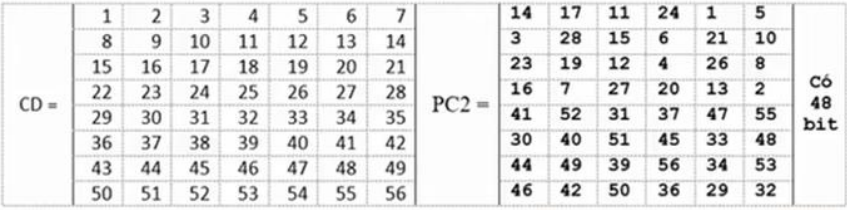 CD =
1 2 3 4 5 6 7
8 9 10 11 12 13 14
15 16 17 18 19 20 21
22 23 24 25 26 27 28
29 30 31 32 33 34 35
36 37 38 39 40 41 42
43 44 45 46 47 48 49
50 51 52 53 54 55 56
PC2 =
14 17 11 24 1 5
3 28 15 6 21 10
23 19 12 4 26 8
16 7 27 20 13 2
41 52 31 37 47 55
30 40 51 45 33 48
44 49 39 56 34 53
46 42 50 36 29 32
Có
48
bit